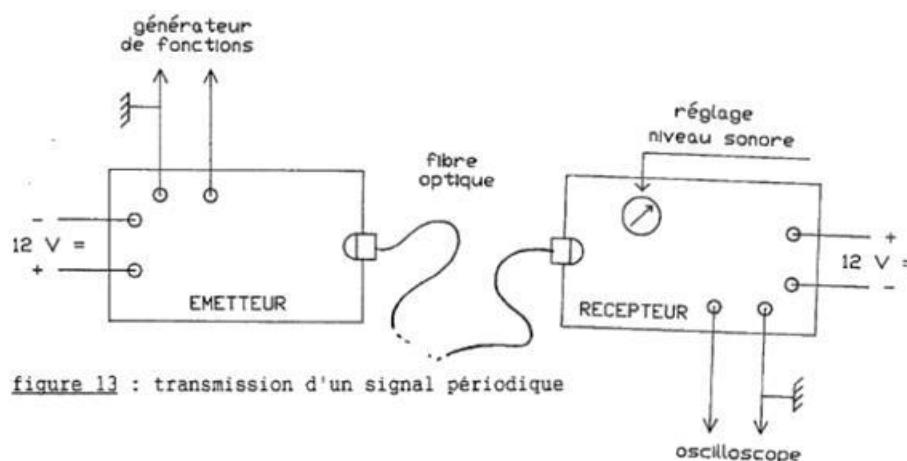 générateur
de fonctions
réglage
niveau sonore
fibre
optique
-
12 V =
+
EMETTEUR
+
12 V =
-
RECEPTEUR
figure 13 : transmission d'un signal périodique
oscilloscope